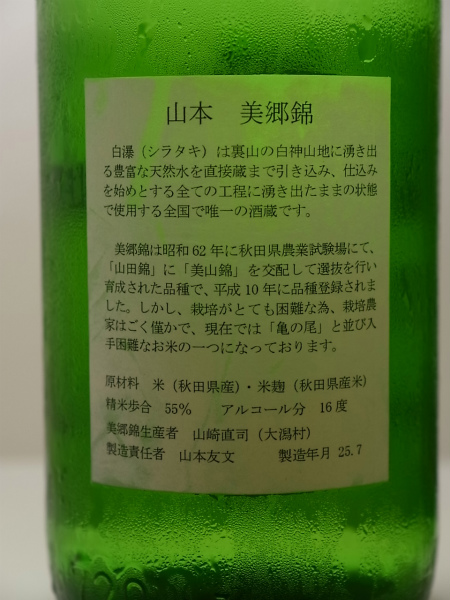 山本　美郷錦
白瀑（シラタキ）は裏山の白神山地に湧き出
る豊富な天然水を直接蔵まで引き込み、仕込み
を始めとする全ての工程に湧き出たままの状態
で使用する全国で唯一の酒蔵です。
美郷錦は昭和62年に秋田県農業試験場にて、
「山田錦」に「美山錦」を交配して選抜を行い
育成された品種で、平成10年に品種登録されま
した。しかし、栽培がとても困難な為、栽培農
家はごく僅かで、現在では「亀の尾」と並び入
手困難なお米の一つになっております。
原材料　米（秋田県産）・米麹（秋田県産米）
精米歩合　55%　　アルコール分　16度
美郷錦生産者　山崎直司（大潟村）
製造責任者　山本友文　　製造年月 25.7